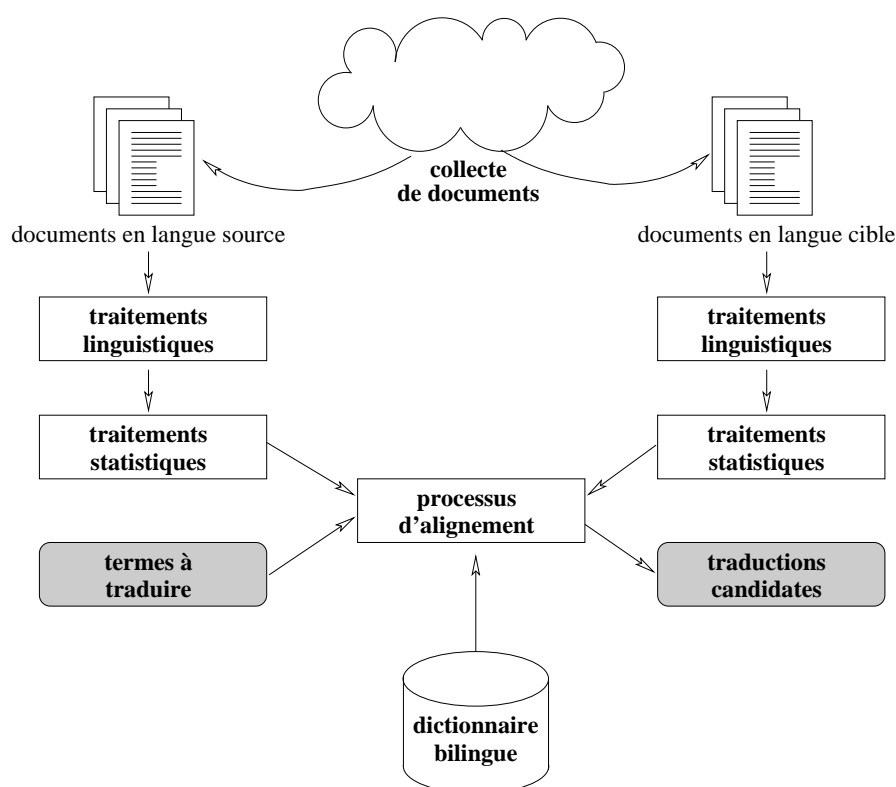 collecte
de documents
documents en langue source
documents en langue cible
traitements
linguistiques
traitements
linguistiques
traitements
statistiques
traitements
statistiques
processus
d’alignement
termes à
traduire
traductions
candidates
dictionnaire
bilingue